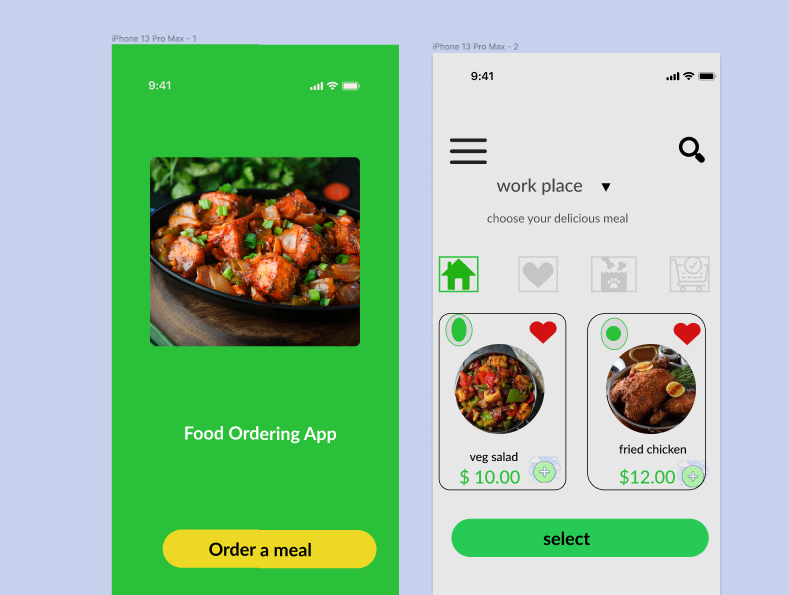 iPhone 13 Pro Max - 1
9:41
Food Ordering App
Order a meal
iPhone 13 Pro Max - 2
9:41
work place
choose your delicious meal
veg salad
$ 10.00
fried chicken
$12.00
select